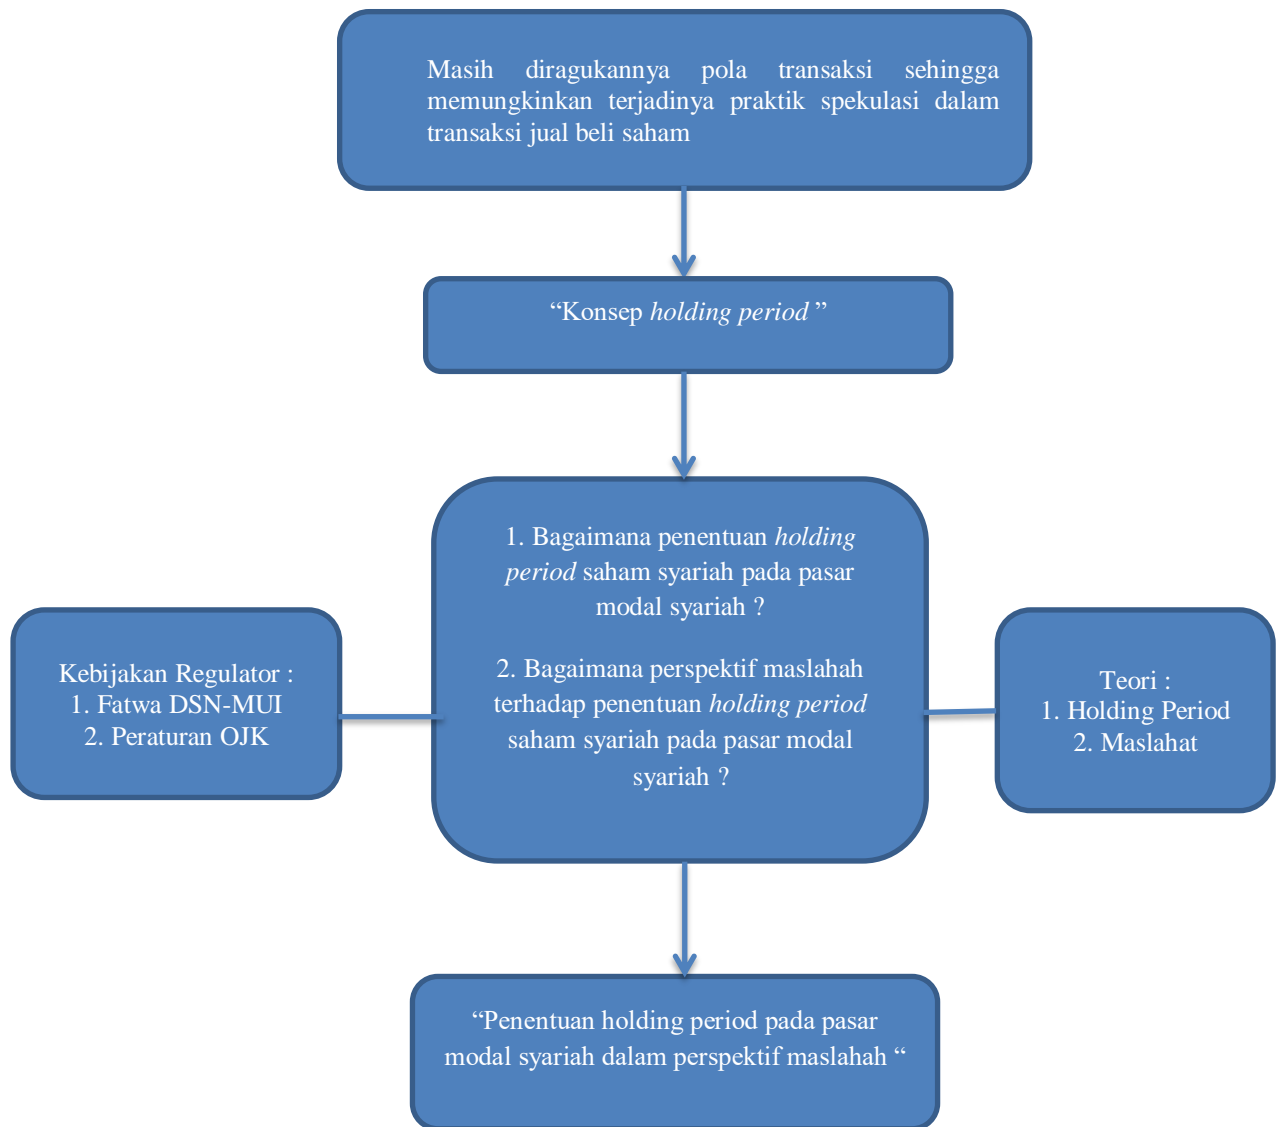 Masih diragukannya pola transaksi sehingga
memungkinkan terjadinya praktik spekulasi dalam
transaksi jual beli saham
“Konsep holding period ”
1. Bagaimana penentuan holding
period saham syariah pada pasar
modal syariah ?
2. Bagaimana perspektif maslahah
terhadap penentuan holding period
saham syariah pada pasar modal
syariah ?
Kebijakan Regulator :
1. Fatwa DSN-MUI
2. Peraturan OJK
Teori :
1. Holding Period
2. Maslahat
“Penentuan holding period pada pasar
modal syariah dalam perspektif maslahah “